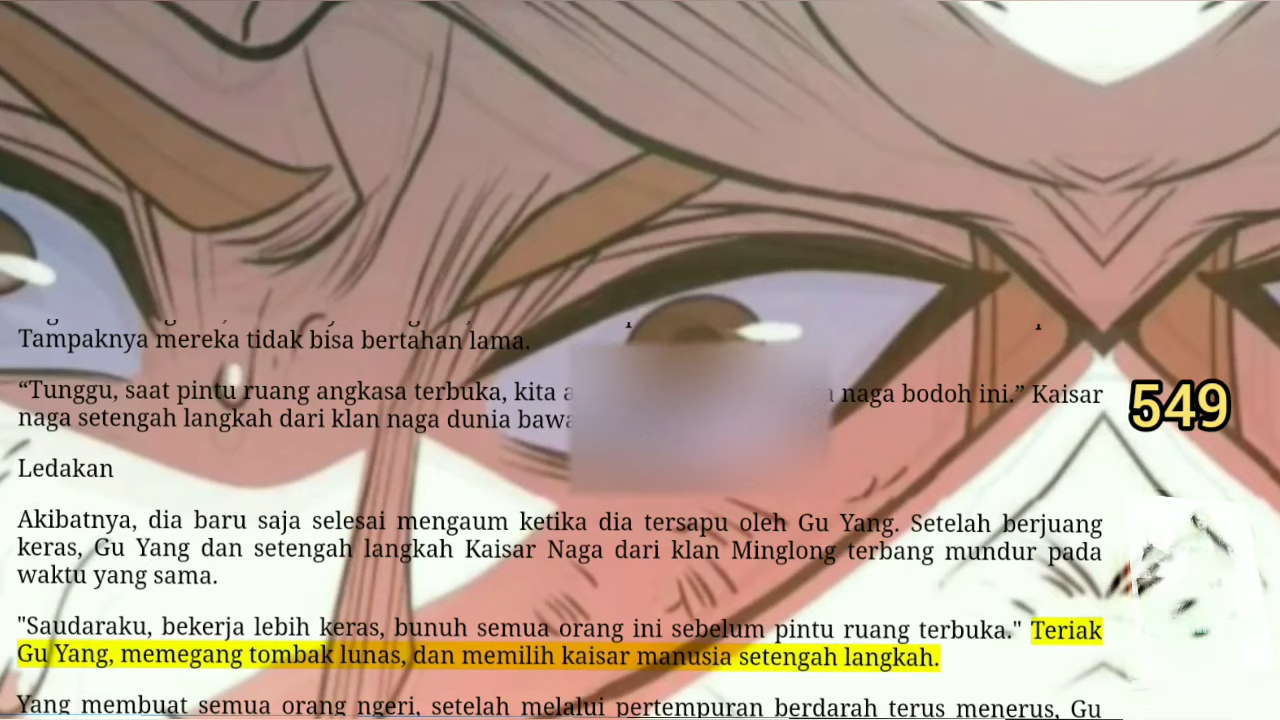 Tampaknya mereka tidak bisa bertahan lama.
“Tunggu, saat pintu ruang angkasa terbuka, kita naga bodoh ini.” Kaisar
naga setengah langkah dari klan naga dunia
549
Ledakan
Akibatnya, dia baru saja selesai mengaum ketika dia tersapu oleh Gu Yang. Setelah berjuang
keras, Gu Yang dan setengah langkah Kaisar Naga dari klan Minglong terbang mundur pada
waktu yang sama.
"Saudaraku, bekerja lebih keras, bunuh semua orang ini sebelum pintu ruang terbuka." Teriak
Gu Yang, memegang tombak lunas, dan memilih kaisar manusia setengah langkah.
Yang membuat semua orang ngeri, setelah melalui pertempuran berdarah terus menerus, Gu